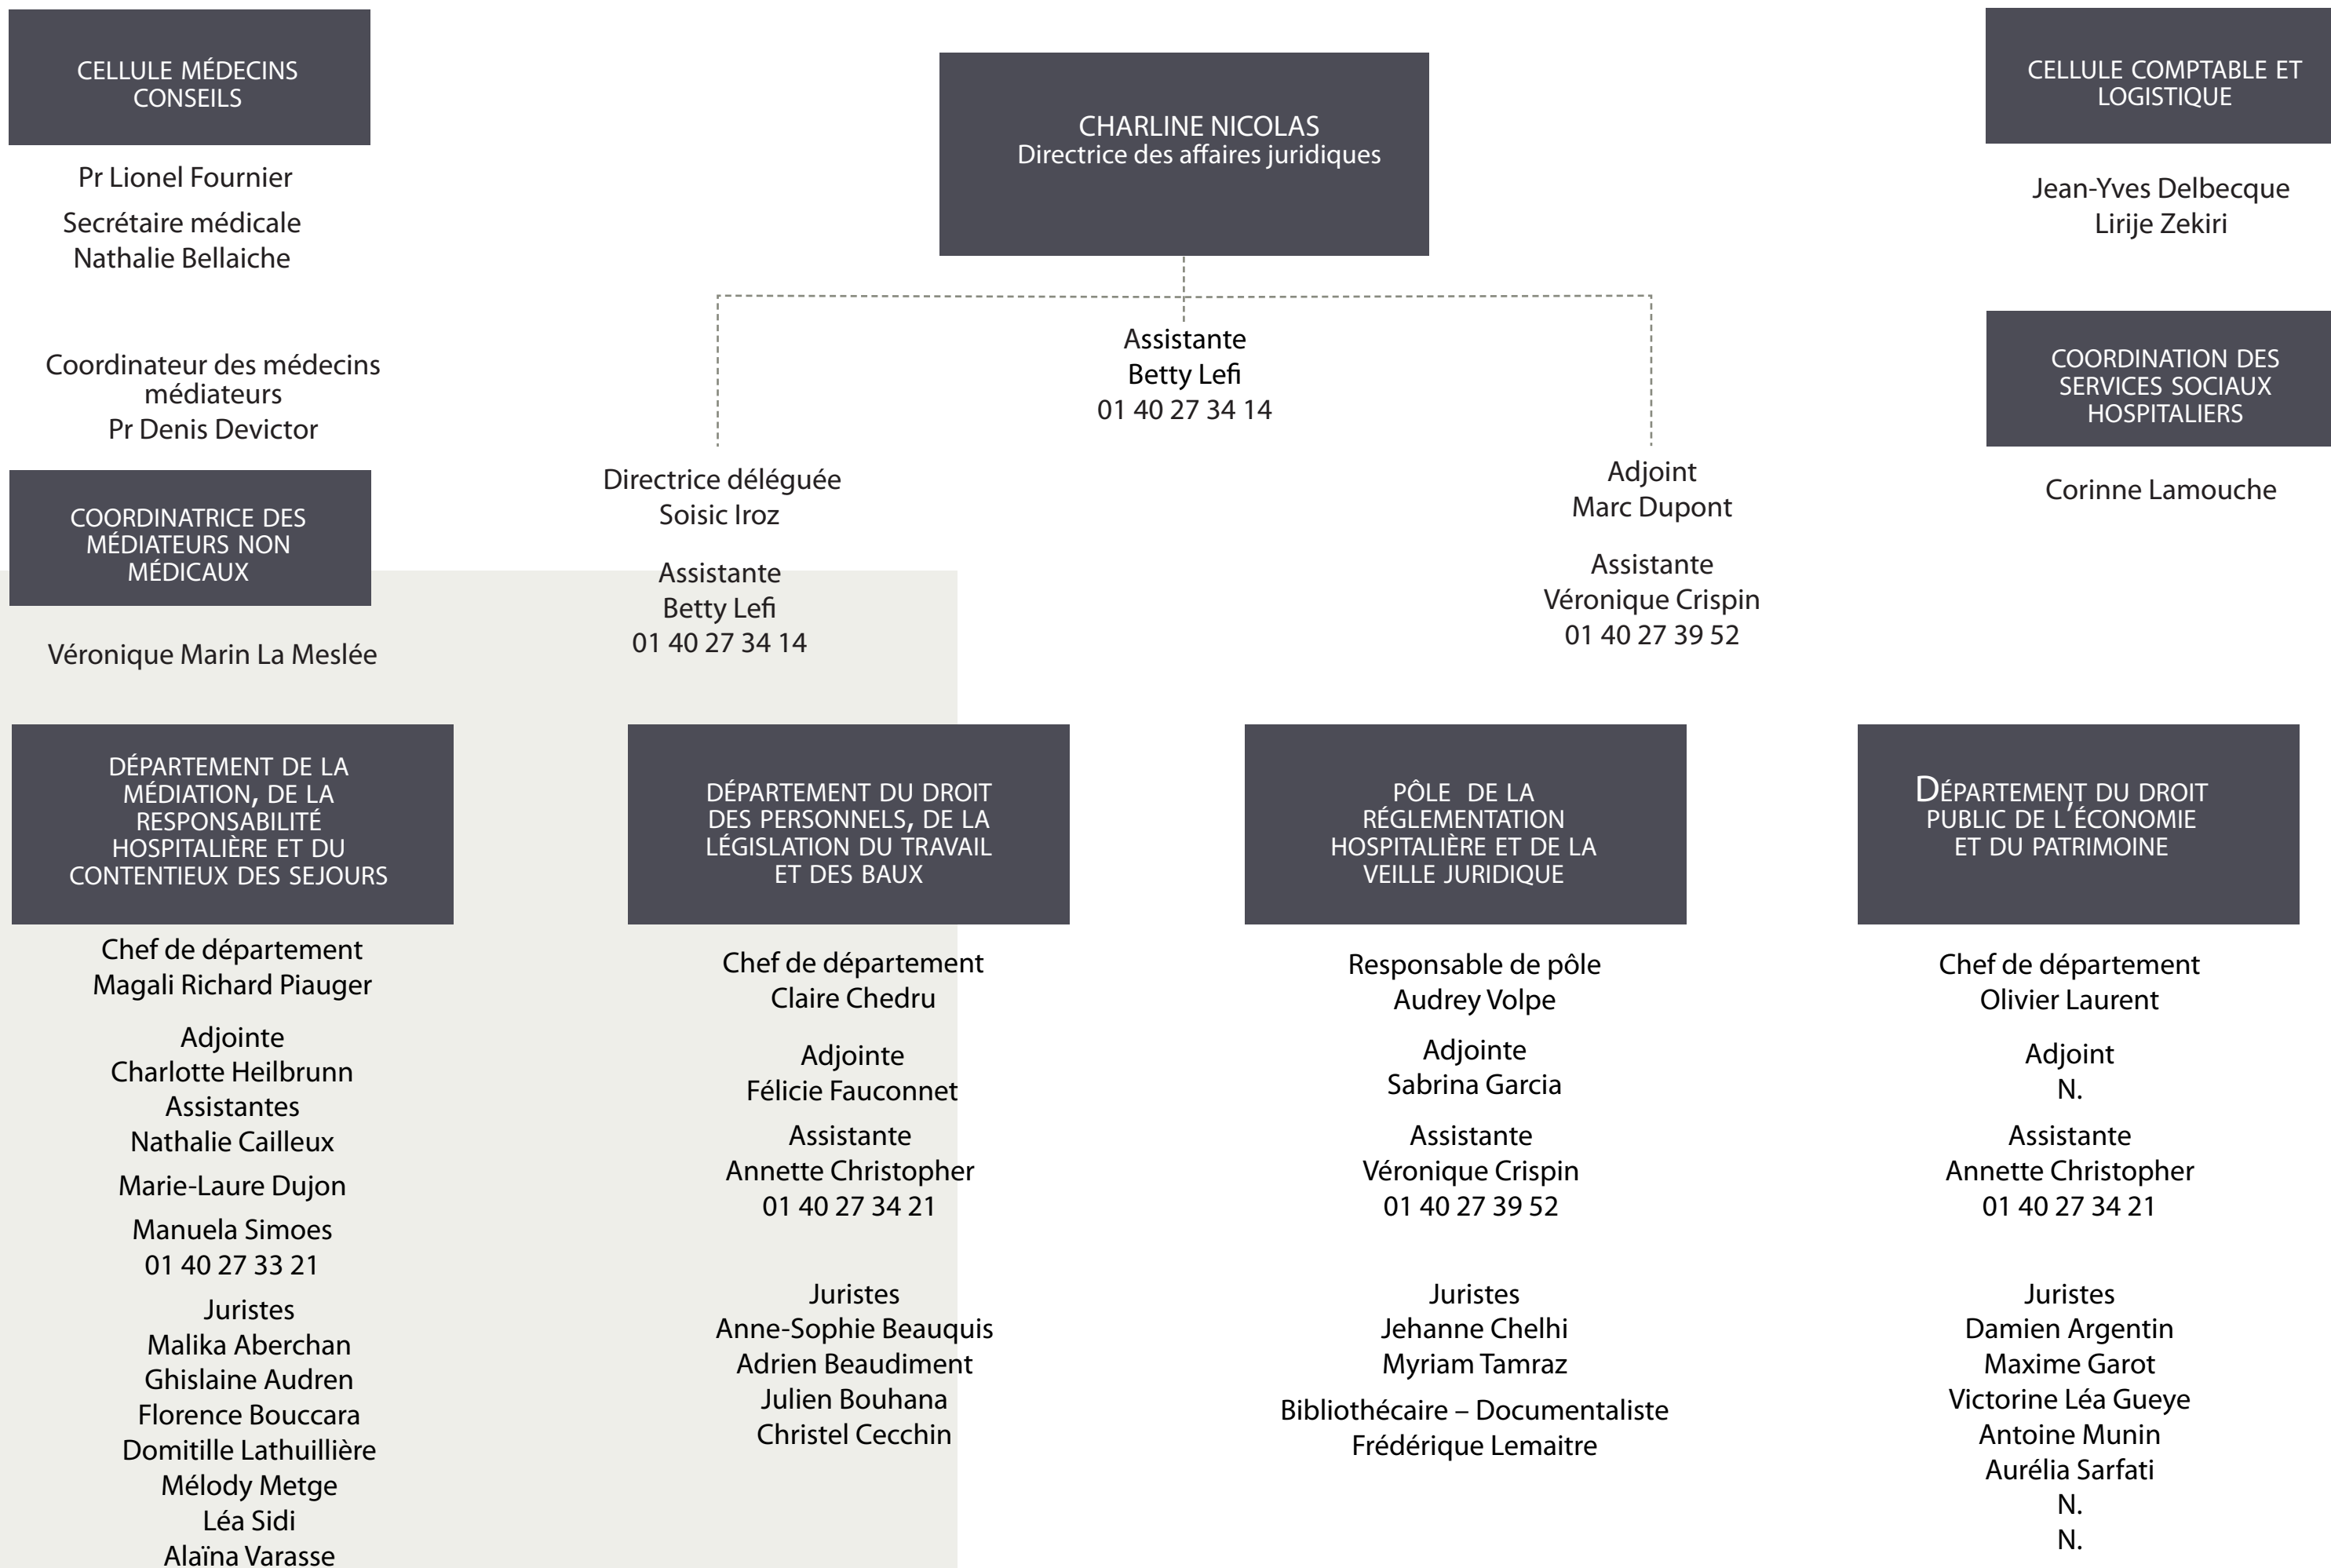 CELLULE MÉDECINS
CONSEILS
Pr Lionel Fournier
Secrétaire médicale
Nathalie Bellaiche
Coordinateur des médecins
médiateurs
Pr Denis Devictor
COORDINATRICE DES
MÉDIATEURS NON
MÉDICAUX
Véronique Marin La Meslée
CHARLINE NICOLAS
Directrice des affaires juridiques
Assistante
Betty Lefi
01 40 27 34 14
Directrice déléguée
Soisic Iroz
Assistante
Betty Lefi
01 40 27 34 14
Adjoint
Marc Dupont
Assistante
Véronique Crispin
01 40 27 39 52
CELLULE COMPTABLE ET
LOGISTIQUE
Jean-Yves Delbecque
Lirije Zekiri
COORDINATION DES
SERVICES SOCIAUX
HOSPITALIERS
Corinne Lamouche
DÉPARTEMENT DE LA
MÉDIATION, DE LA
RESPONSABILITÉ
HOSPITALIÈRE ET DU
CONTENTIEUX DES SEJOURS
Chef de département
Magali Richard Piauger
Adjointe
Charlotte Heilbrunn
Assistantes
Nathalie Cailleux
Marie-Laure Dujon
Manuela Simoes
01 40 27 33 21
Juristes
Malika Aberchan
Ghislaine Audren
Florence Bouccara
Domitille Lathuillière
Mélody Metge
Léa Sidi
Alaïna Varasse
DÉPARTEMENT DU DROIT
DES PERSONNELS, DE LA
LÉGISLATION DU TRAVAIL
ET DES BAUX
Chef de département
Claire Chedru
Adjointe
Félicie Fauconnet
Assistante
Annette Christopher
01 40 27 34 21
Juristes
Anne-Sophie Beauquis
Adrien Beaudiment
Julien Bouhana
Christel Cecchin
PÔLE DE LA
RÉGLEMENTATION
HOSPITALIÈRE ET DE LA
VEILLE JURIDIQUE
Responsable de pôle
Audrey Volpe
Adjointe
Sabrina Garcia
Assistante
Véronique Crispin
01 40 27 39 52
Juristes
Jehanne Chelhi
Myriam Tamraz
Bibliothécaire – Documentaliste
Frédérique Lemaitre
DÉPARTEMENT DU DROIT
PUBLIC DE L'ÉCONOMIE
ET DU PATRIMOINE
Chef de département
Olivier Laurent
Adjoint
N.
Assistante
Annette Christopher
01 40 27 34 21
Juristes
Damien Argentin
Maxime Garot
Victorine Léa Gueye
Antoine Munin
Aurélia Sarfati
N.
N.